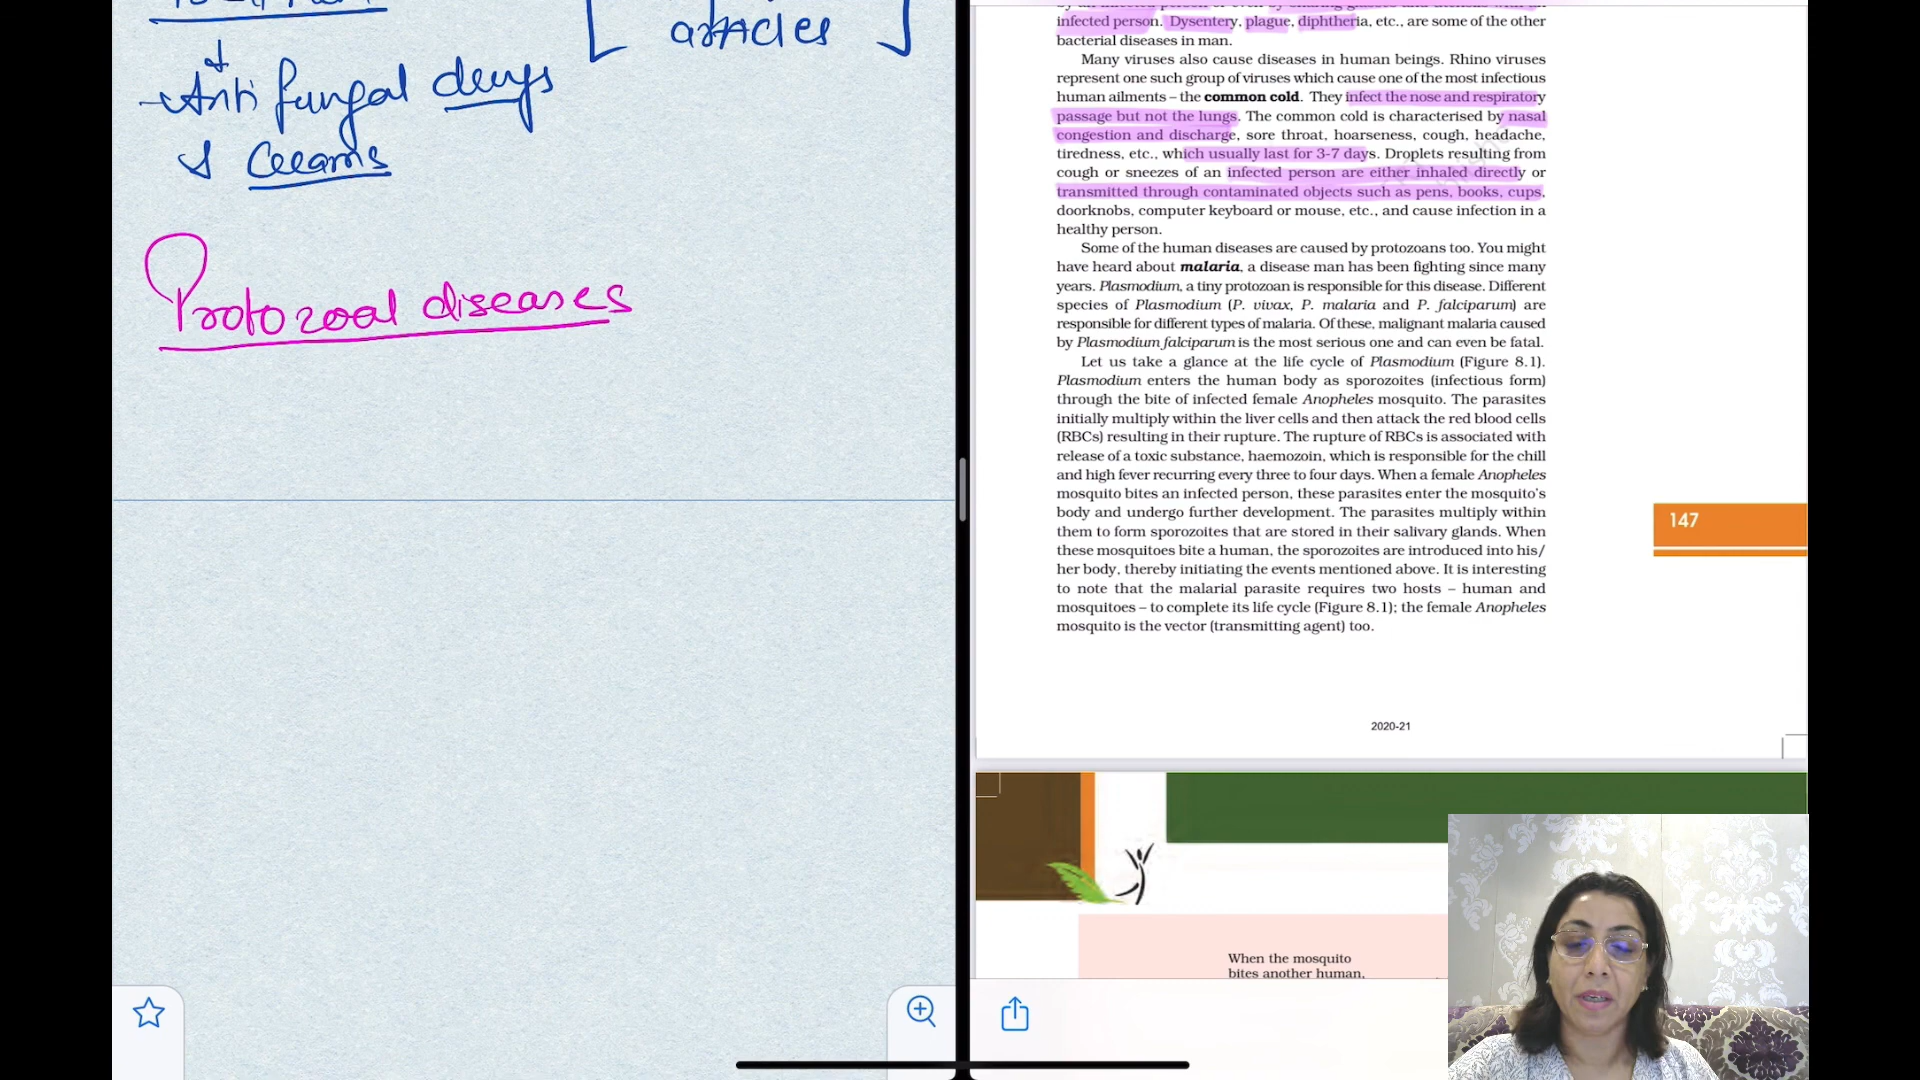 articles
Anti fungal drugs
& Creams
Protozoal diseases
infected person. Dysentery, plague, diphtheria, etc., are some of the other
bacterial diseases in man.
Many viruses also cause diseases in human beings. Rhino viruses
represent one such group of viruses which cause one of the most infectious
human ailments – the common cold. They infect the nose and respiratory
passage but not the lungs. The common cold is characterised by nasal
congestion and discharge, sore throat, hoarseness, cough, headache,
tiredness, etc., which usually last for 3-7 days. Droplets resulting from
cough or sneezes of an infected person are either inhaled directly or
transmitted through contaminated objects such as pens, books, cups,
doorknobs, computer keyboard or mouse, etc., and cause infection in a
healthy person.
Some of the human diseases are caused by protozoans too. You might
have heard about malaria, a disease man has been fighting since many
years. Plasmodium, a tiny protozoan is responsible for this disease. Different
species of Plasmodium (P. vivax, P. malaria and P. falciparum) are
responsible for different types of malaria. Of these, malignant malaria caused
by Plasmodium falciparum is the most serious one and can even be fatal.
Let us take a glance at the life cycle of Plasmodium (Figure 8.1).
Plasmodium enters the human body as sporozoites (infectious form)
through the bite of infected female Anopheles mosquito. The parasites
initially multiply within the liver cells and then attack the red blood cells
(RBCs) resulting in their rupture. The rupture of RBCs is associated with
release of a toxic substance, haemozoin, which is responsible for the chill
and high fever recurring every three to four days. When a female Anopheles
mosquito bites an infected person, these parasites enter the mosquito's
body and undergo further development. The parasites multiply within
them to form sporozoites that are stored in their salivary glands. When
these mosquitoes bite a human, the sporozoites are introduced into his/
her body, thereby initiating the events mentioned above. It is interesting
to note that the malarial parasite requires two hosts – human and
mosquitoes – to complete its life cycle (Figure 8.1); the female Anopheles
mosquito is the vector (transmitting agent) too.
147
2020-21
When the mosquito
bites another human,